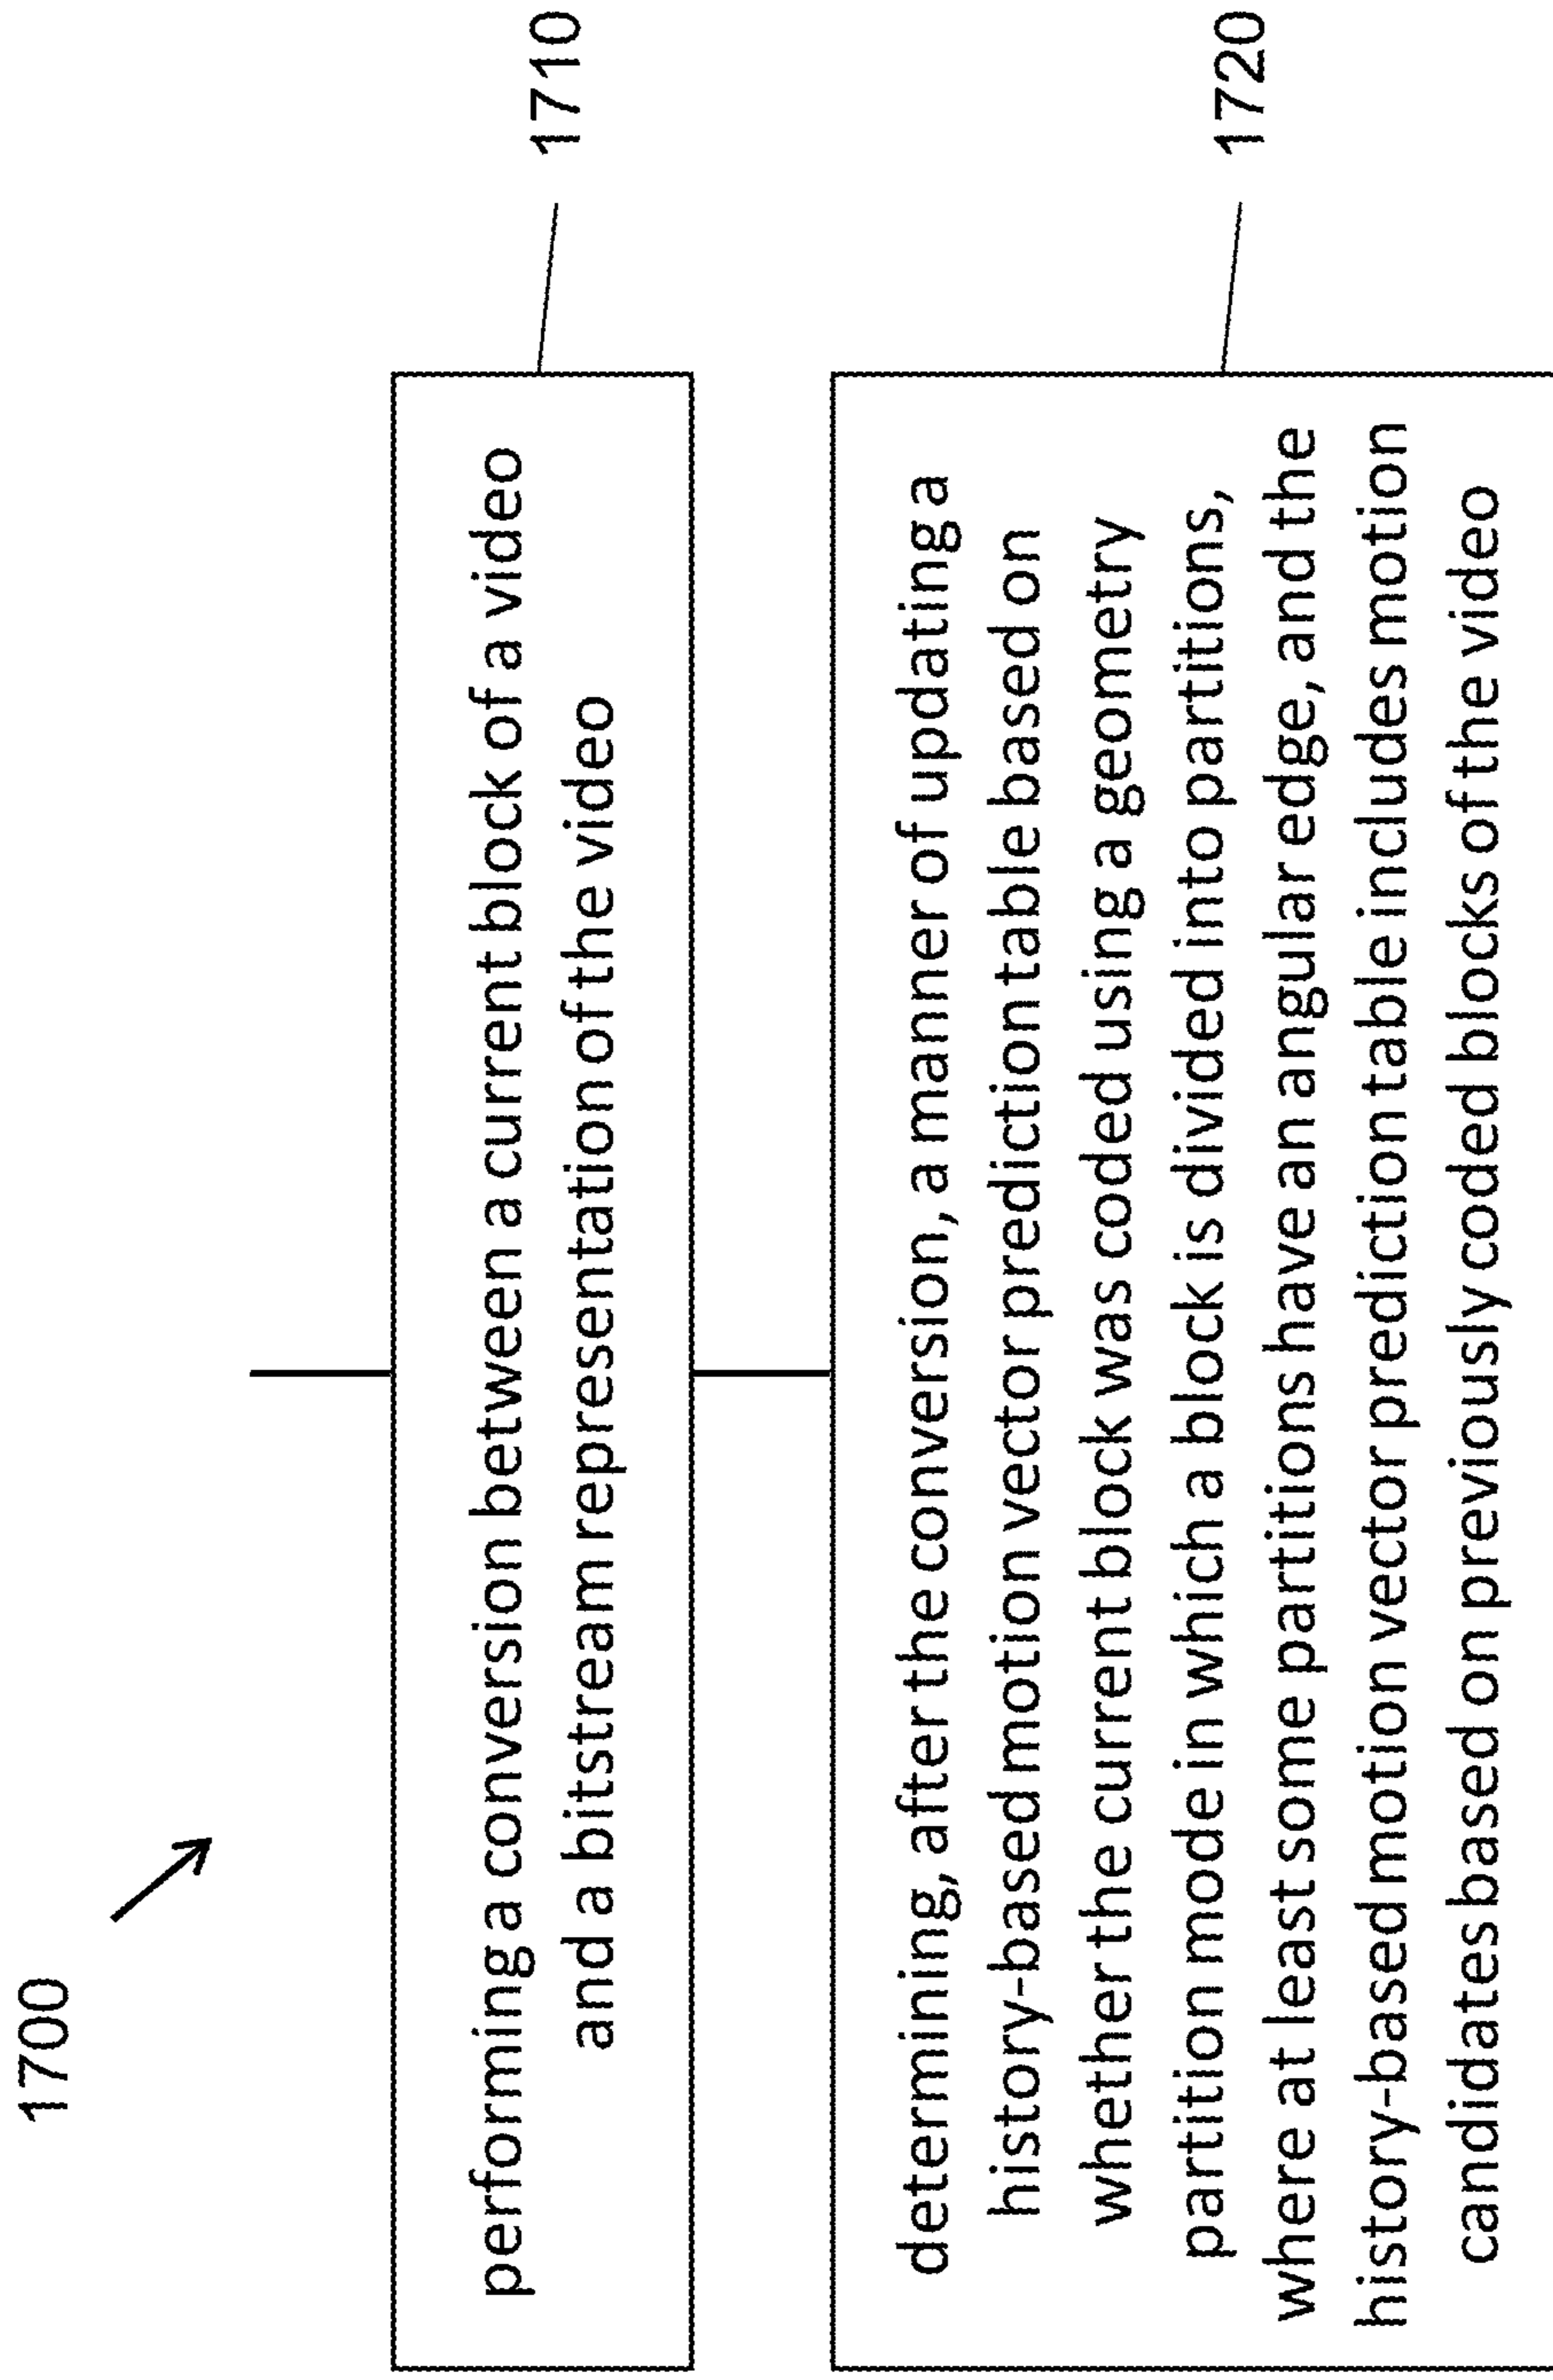 1700
performing a conversion between a current block of a video
and a bitstream representation of the video
1710
determining, after the conversion, a manner of updating a
history-based motion vector prediction table based on
whether the current block was coded using a geometry
partition mode in which a block is divided into partitions,
where at least some partitions have an angular edge, and the
history-based motion vector prediction table includes motion
candidates based on previously coded blocks of the video
1720